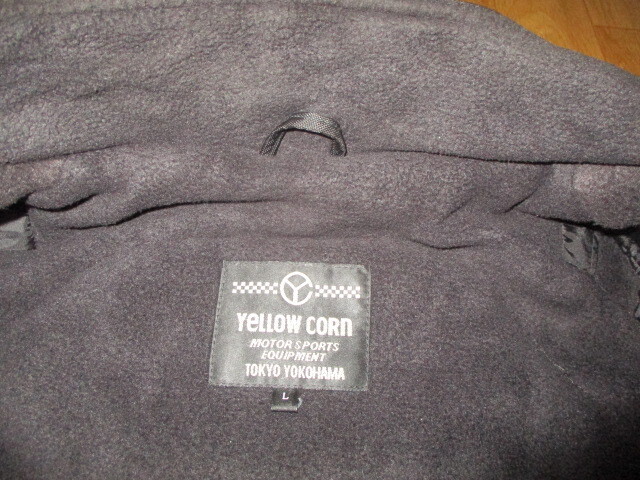 YeLLOW CORn
MOTOR SPORTS
EQUIPMENT
TOKYO YOKOHAMA
L